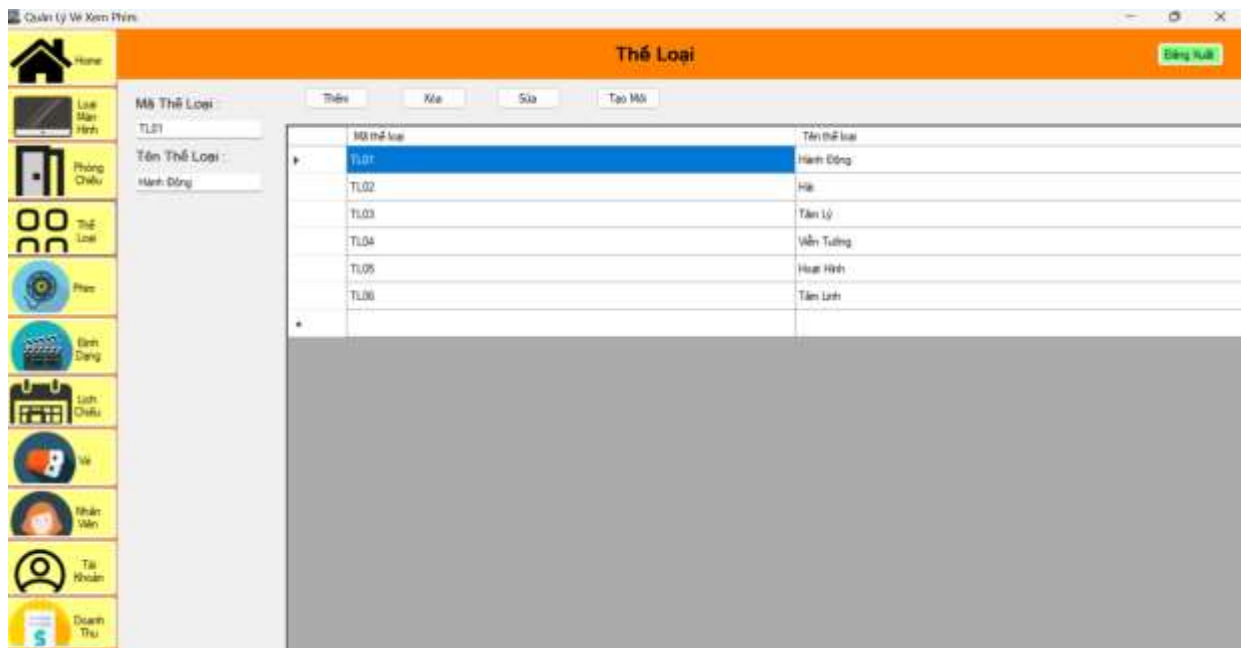 Quản Lý Vé Xem Phim
Home
Thể Loại
Đăng Xuất
Loại
Màn
Hình
Phòng
Chiếu
Thể
Loại
Phim
Định
Dạng
Lịch
Chiếu
Vé
Nhân
Viên
Tài
Khoản
Doanh
Thu
Mã Thể Loại :
TL01
Tên Thể Loại :
Hành Động
Thêm Xóa Sửa Tạo Mới
Mã thể loại Tên thể loại
TL01 Hành Động
TL02 Hài
TL03 Tâm Lý
TL04 Viễn Tưởng
TL05 Hoạt Hình
TL06 Tâm Linh